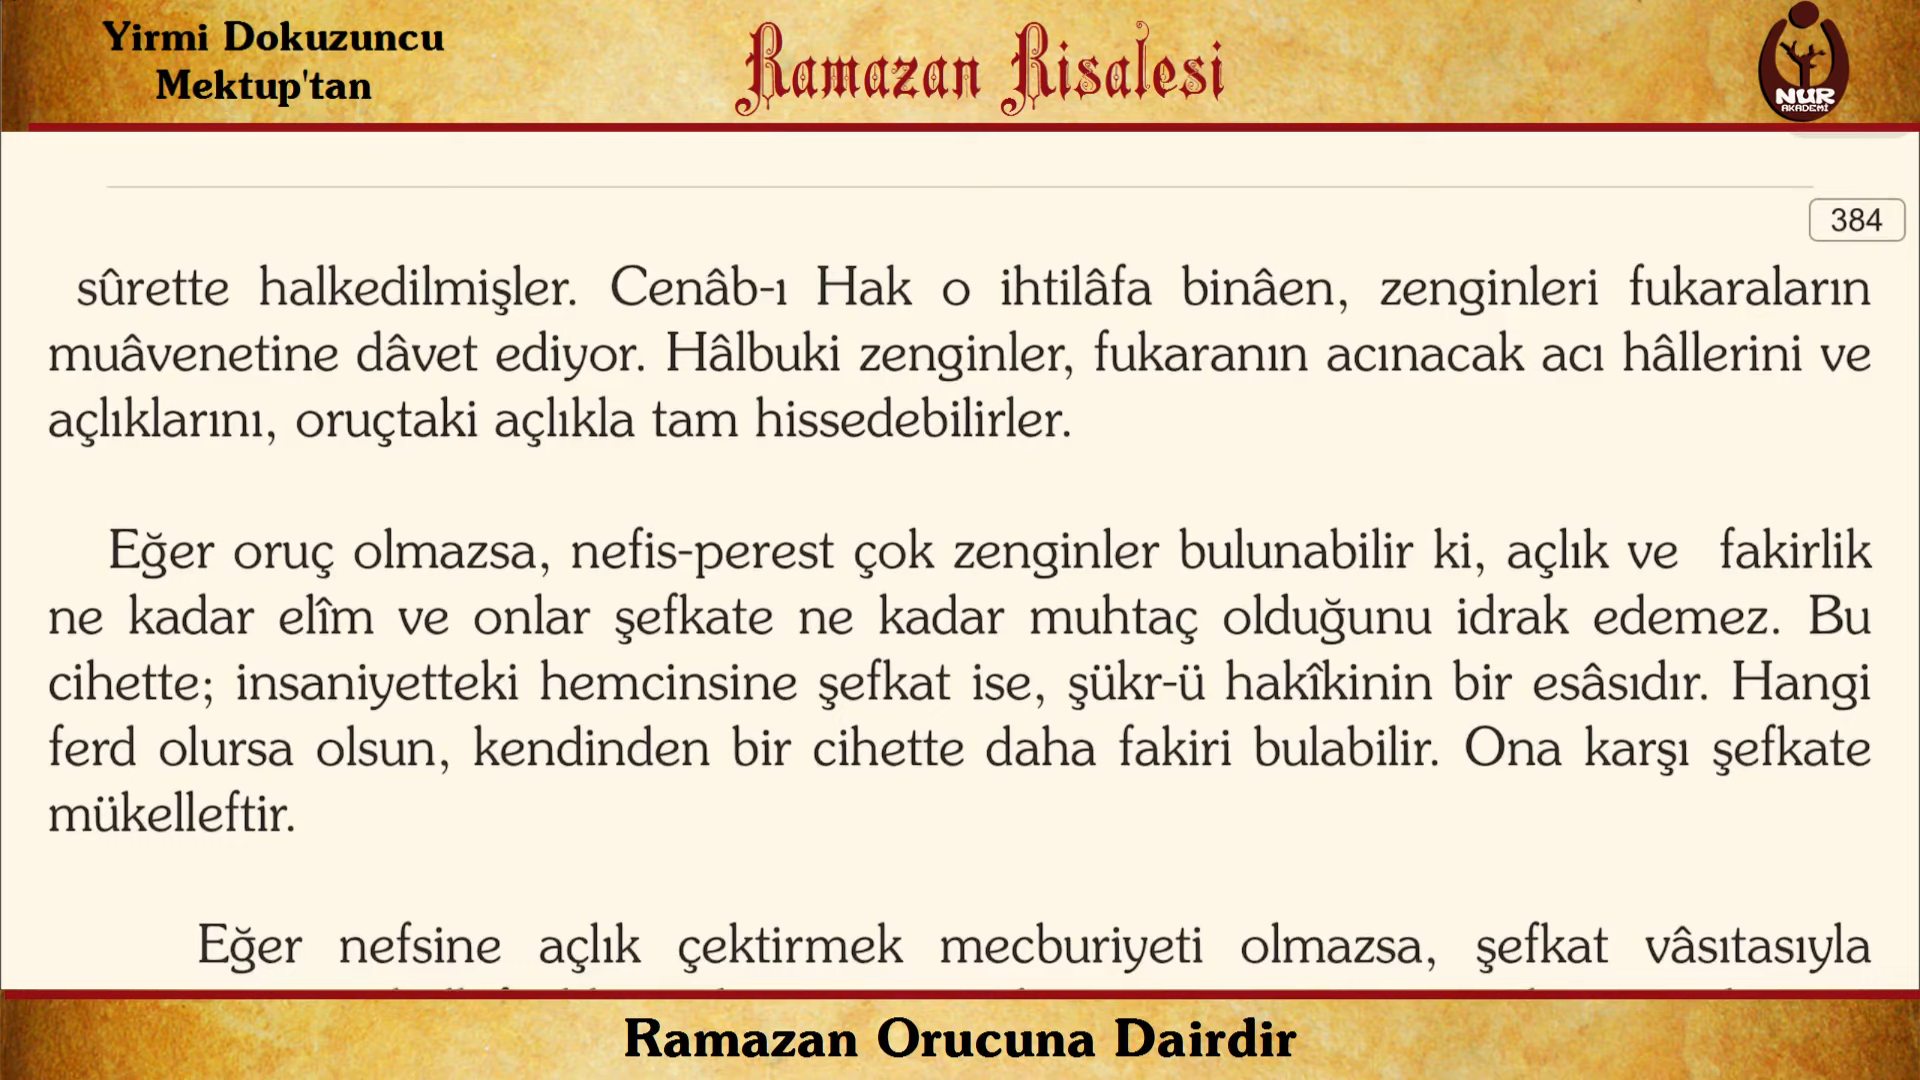 Yirmi Dokuzuncu
Mektup'tan
Ramazan Risalesi
NUR
AKADEMİ
384
sûrette halkedilmişler. Cenâb-ı Hak o ihtilâfa binâen, zenginleri fukaraların
muâvenetine dâvet ediyor. Hâlbuki zenginler, fukaranın acınacak acı hâllerini ve
açlıklarını, oruçtaki açlıkla tam hissedebilirler.
Eğer oruç olmazsa, nefis-perest çok zenginler bulunabilir ki, açlık ve fakirlik
ne kadar elîm ve onlar şefkate ne kadar muhtaç olduğunu idrak edemez. Bu
cihette; insaniyetteki hemcinsine şefkat ise, şükr-ü hakîkinin bir esâsıdır. Hangi
ferd olursa olsun, kendinden bir cihette daha fakiri bulabilir. Ona karşı şefkate
mükelleftir.
Eğer nefsine açlık çektirmek mecburiyeti olmazsa, şefkat vâsıtasıyla
Ramazan Orucuna Dairdir